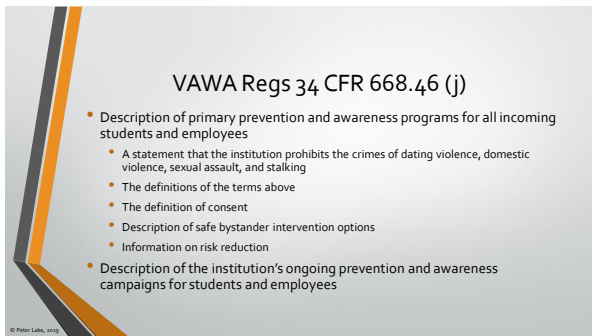 VAWA Regs 34 CFR 668.46 (j)
• Description of primary prevention and awareness programs for all incoming
students and employees
• A statement that the institution prohibits the crimes of dating violence, domestic
violence, sexual assault, and stalking
• The definitions of the terms above
• The definition of consent
• Description of safe bystander intervention options
• Information on risk reduction
• Description of the institution's ongoing prevention and awareness
campaigns for students and employees
© Peter Lake, 2019